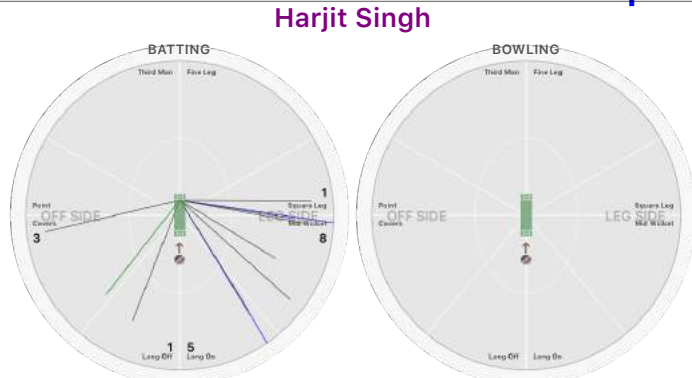 Harjit Singh
BATTING
Third Man Fine Leg
Point
OFF SIDE
Covers
3
1
Square Leg
LEG SIDE
Mid Wicket
8
1 5
Long Off Long On
BOWLING
Third Man Fine Leg
Point
OFF SIDE
Covers
Square Leg
LEG SIDE
Mid Wicket
Long Off Long On